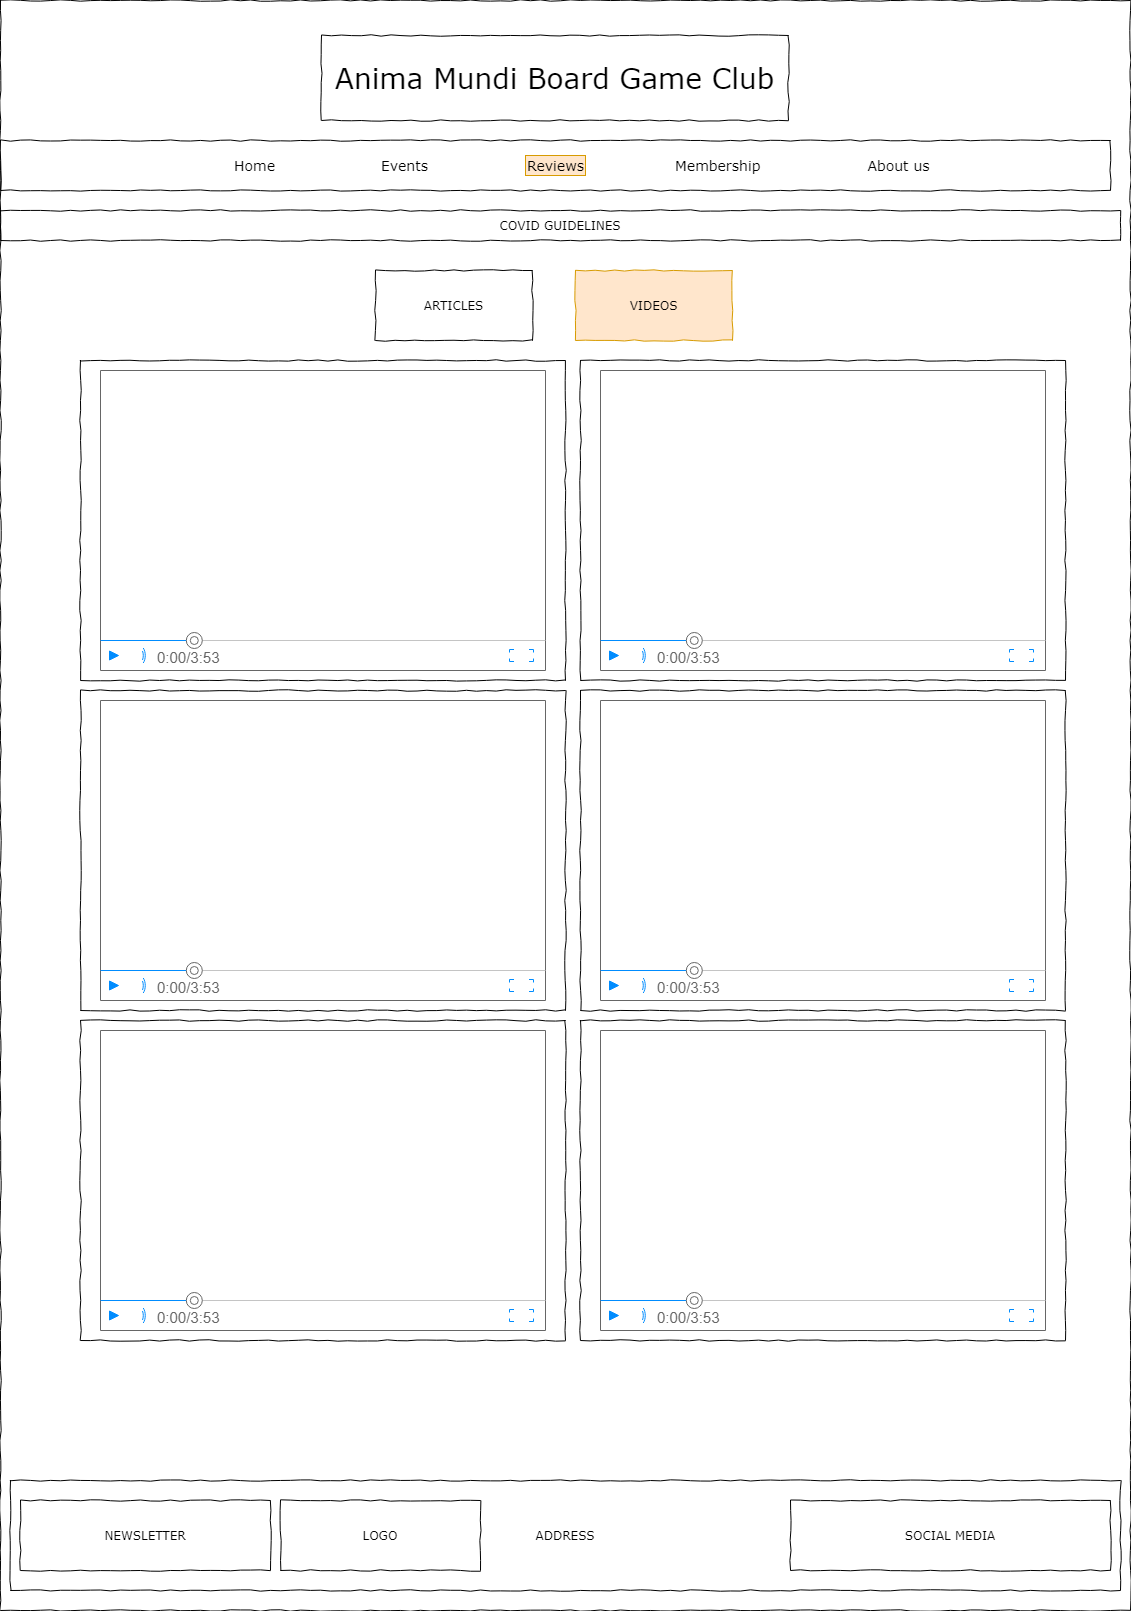 Anima Mundi Board Game Club
Home Events Reviews Membership About us
COVID GUIDELINES
ARTICLES VIDEOS
0:00/3:53 0:00/3:53
0:00/3:53 0:00/3:53
0:00/3:53 0:00/3:53
NEWSLETTER LOGO ADDRESS SOCIAL MEDIA